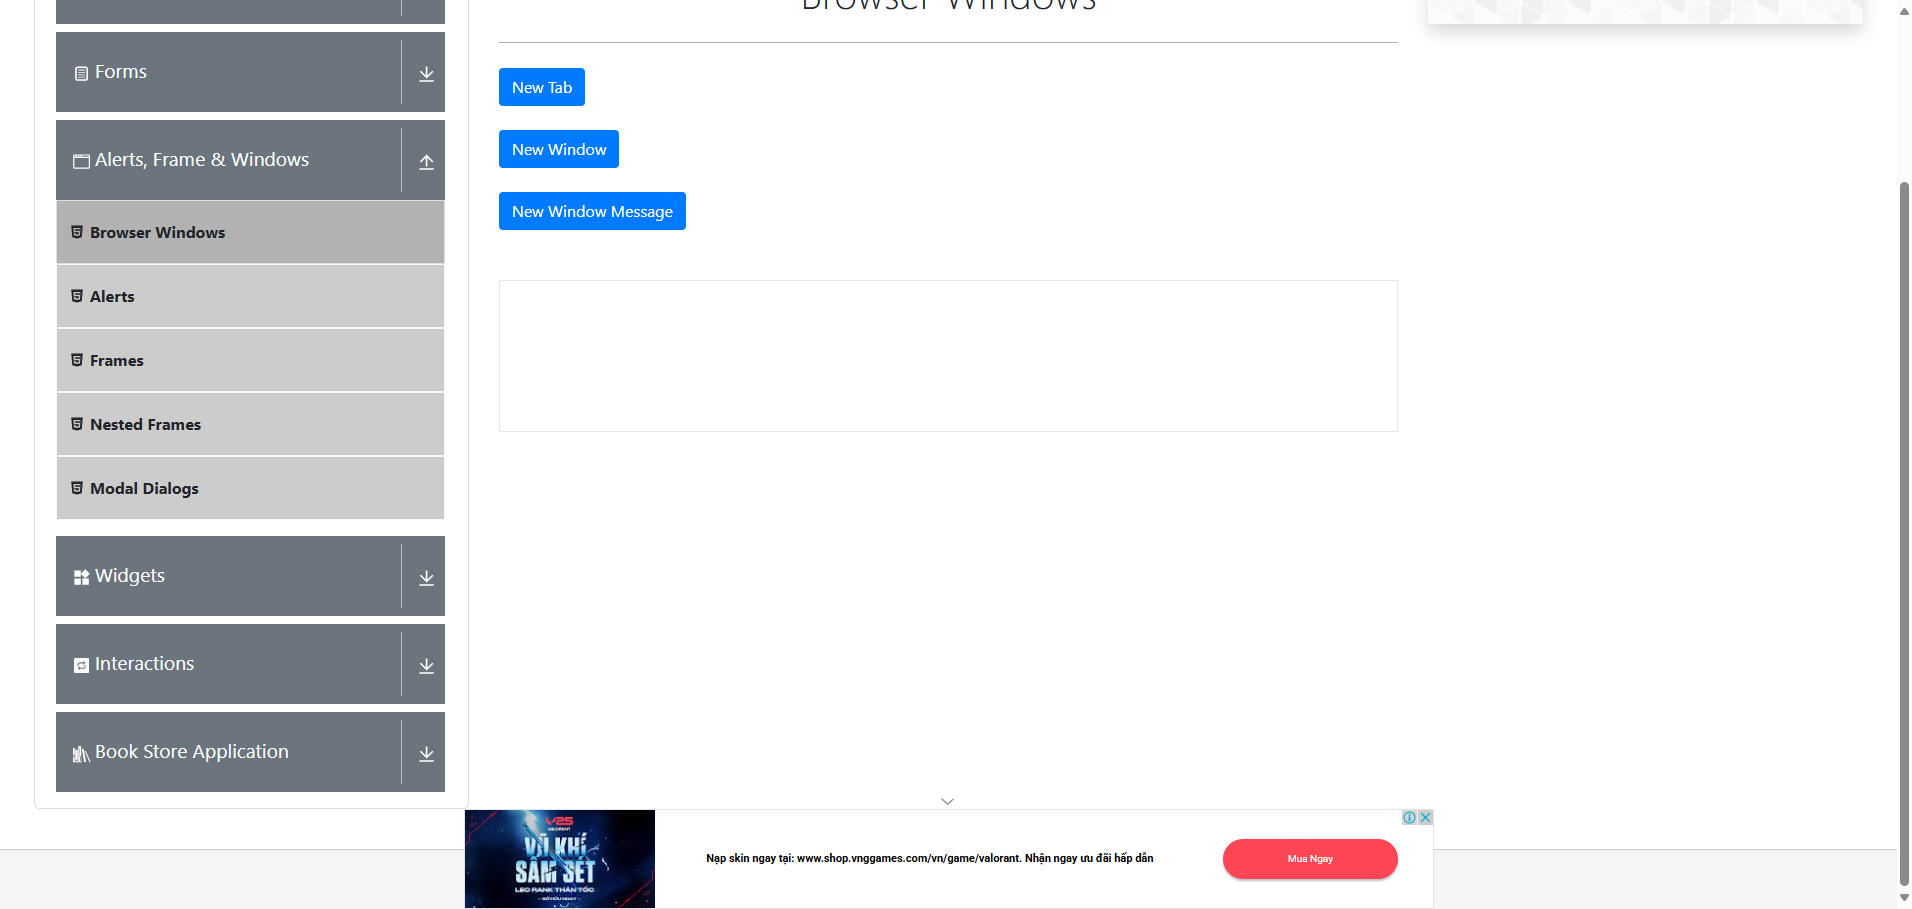 Browser Windows
Forms
New Tab
Alerts, Frame & Windows
New Window
New Window Message
Browser Windows
Alerts
Frames
Nested Frames
Modal Dialogs
Widgets
Interactions
Book Store Application
V25
VALORANT
VŨ KHÍ
SẤM SÉT
LEO RANK THẦN TỐC
Nạp skin ngay tại: www.shop.vnggames.com/vn/game/valorant. Nhận ngay ưu đãi hấp dẫn
Mua Ngay